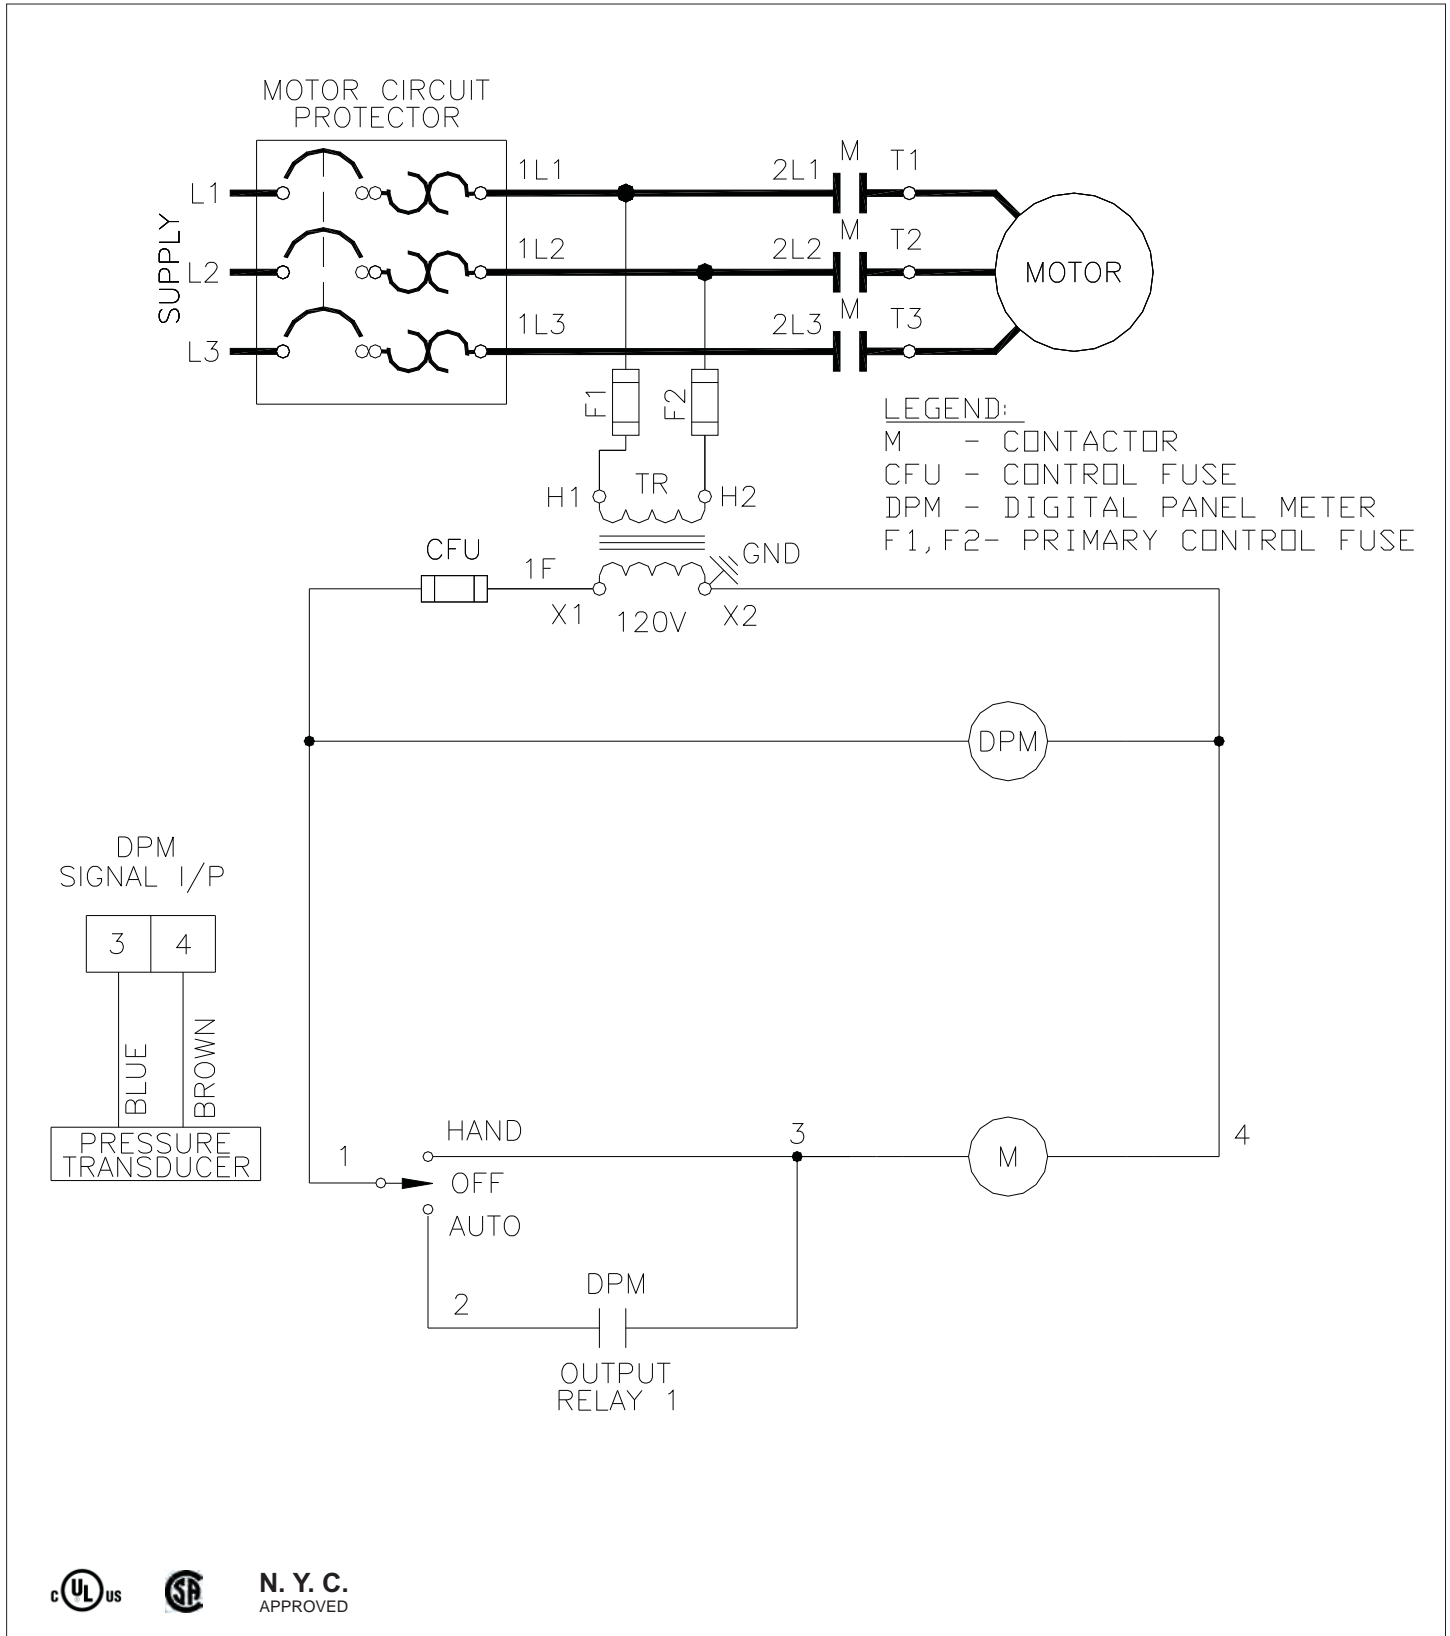 MOTOR CIRCUIT
PROTECTOR
SUPPLY
L1
L2
L3
1L1
1L2
1L3
2L1
2L2
2L3
M
M
M
T1
T2
T3
MOTOR
F1
F2
LEGEND:
M - CONTACTOR
CFU - CONTROL FUSE
DPM - DIGITAL PANEL METER
F1,F2- PRIMARY CONTROL FUSE
H1
TR
H2
CFU
1F
GND
X1
120V
X2
DPM
DPM
SIGNAL I/P
3
4
BLUE
BROWN
PRESSURE
TRANSDUCER
1
HAND
OFF
AUTO
3
M
4
2
DPM
OUTPUT
RELAY 1
c UL US
SA
N. Y. C.
APPROVED